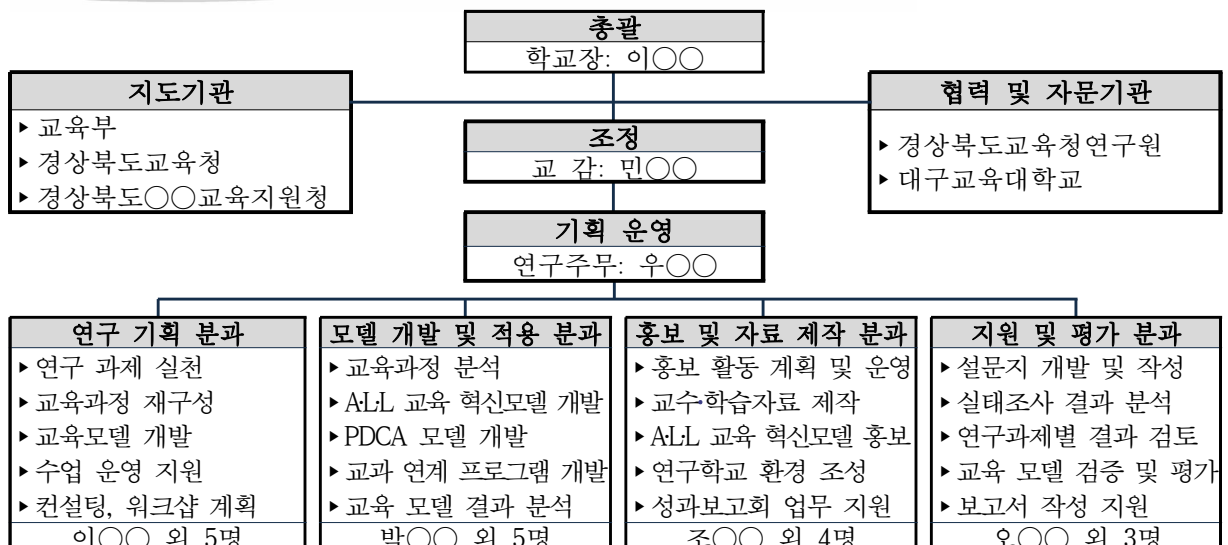 총괄
학교장: 이○○
지도기관
▸교육부
▸경상북도교육청
▸경상북도○○교육지원청
협력 및 자문기관
▸경상북도교육청연구원
▸대구교육대학교
조정
교 감: 민○○
기획 운영
연구주무: 우○○
연구 기획 분과
▸연구 과제 실천
▸교육과정 재구성
▸교육모델 개발
▸수업 운영 지원
▸컨설팅, 워크샵 계획
이○○ 외 5명
모델 개발 및 적용 분과
▸교육과정 분석
▸A·L·L 교육 혁신모델 개발
▸PDCA 모델 개발
▸교과 연계 프로그램 개발
▸교육 모델 결과 분석
박○○ 외 5명
홍보 및 자료 제작 분과
▸홍보 활동 계획 및 운영
▸교수·학습자료 제작
▸A·L·L 교육 혁신모델 홍보
▸연구학교 환경 조성
▸성과보고회 업무 지원
조○○ 외 4명
지원 및 평가 분과
▸설문지 개발 및 작성
▸실태조사 결과 분석
▸연구과제별 결과 검토
▸교육 모델 검증 및 평가
▸보고서 작성 지원
오○○ 외 3명